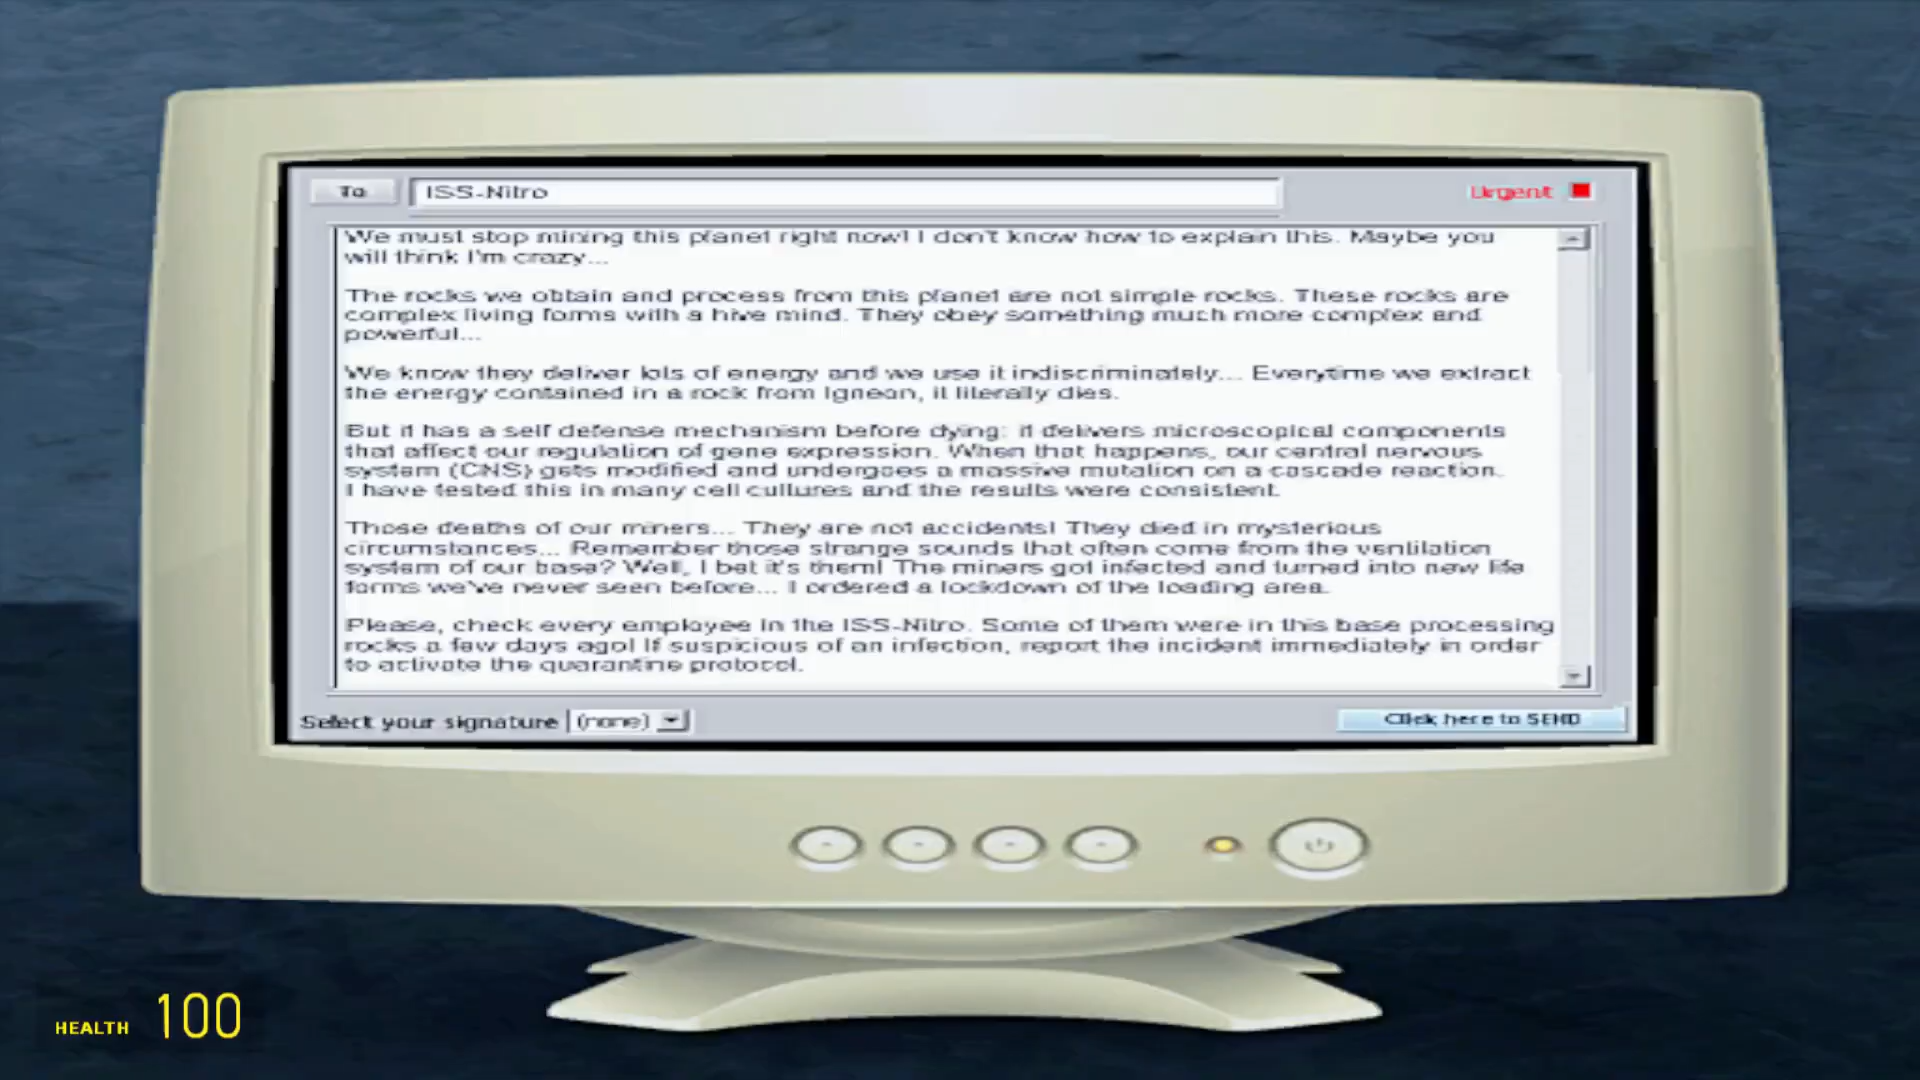 To ISS-Nitro Urgent
We must stop mining this planet right now! I don't know how to explain this. Maybe you
will think I'm crazy...
The rocks we obtain and process from this planet are not simple rocks. These rocks are
complex living forms with a hive mind. They obey something much more complex and
powerful...
We know they deliver lots of energy and we use it indiscriminately... Everytime we extract
the energy contained in a rock from Igneon, it literally dies.
But it has a self defense mechanism before dying: it delivers microscopical components
that affect our regulation of gene expression. When that happens, our central nervous
system (CNS) gets modified and undergoes a massive mutation on a cascade reaction.
I have tested this in many cell cultures and the results were consistent.
Those deaths of our miners... They are not accidents! They died in mysterious
circumstances... Remember those strange sounds that often come from the ventilation
system of our base? Well, I bet it's them! The miners got infected and turned into new life
forms we've never seen before... I ordered a lockdown of the loading area.
Please, check every employee in the ISS-Nitro. Some of them were in this base processing
rocks a few days ago! If suspicious of an infection, report the incident immediately in order
to activate the quarantine protocol.
Select your signature (none) Click here to SEND
HEALTH 100